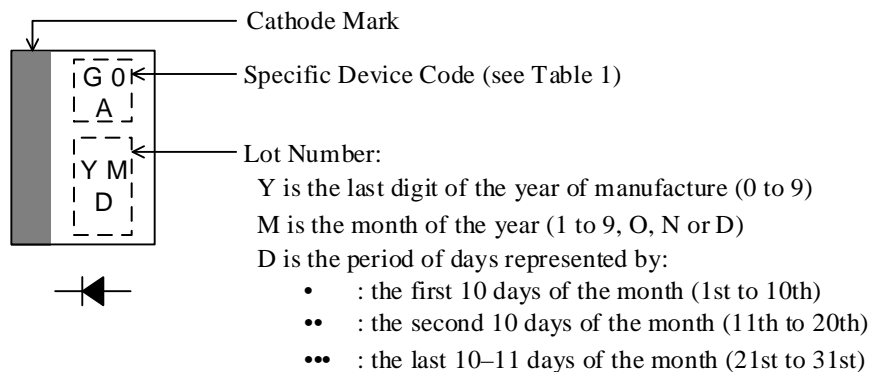 Cathode Mark
G 0
A
Specific Device Code (see Table 1)
Y M
D
Lot Number:
Y is the last digit of the year of manufacture (0 to 9)
M is the month of the year (1 to 9, O, N or D)
D is the period of days represented by:
• : the first 10 days of the month (1st to 10th)
•• : the second 10 days of the month (11th to 20th)
••• : the last 10–11 days of the month (21st to 31st)